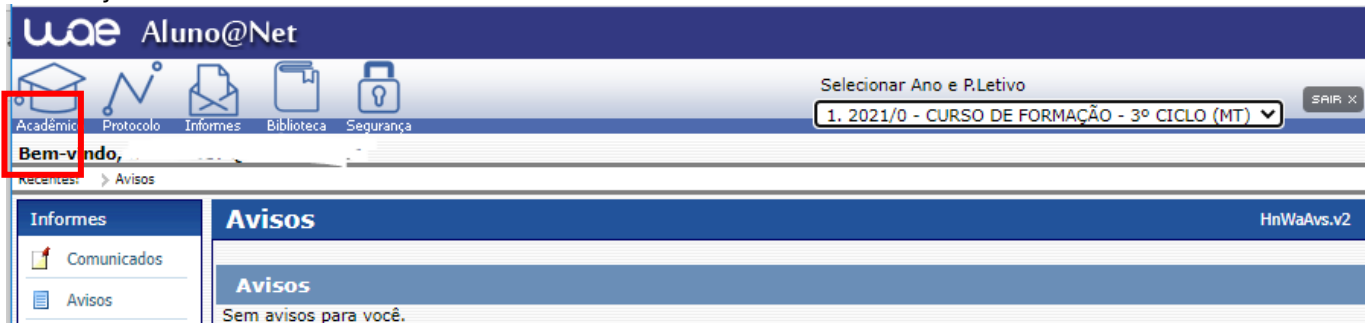 wae Aluno@Net
Selecionar Ano e P.Letivo
1. 2021/0 - CURSO DE FORMAÇÃO - 3º CICLO (MT)
SAIR X
Acadêmico Protocolo Informes Biblioteca Segurança
Bem-vindo,
Recentes: > Avisos
Informes
Avisos
HnWaAvs.v2
Comunicados
Avisos
Avisos
Sem avisos para você.